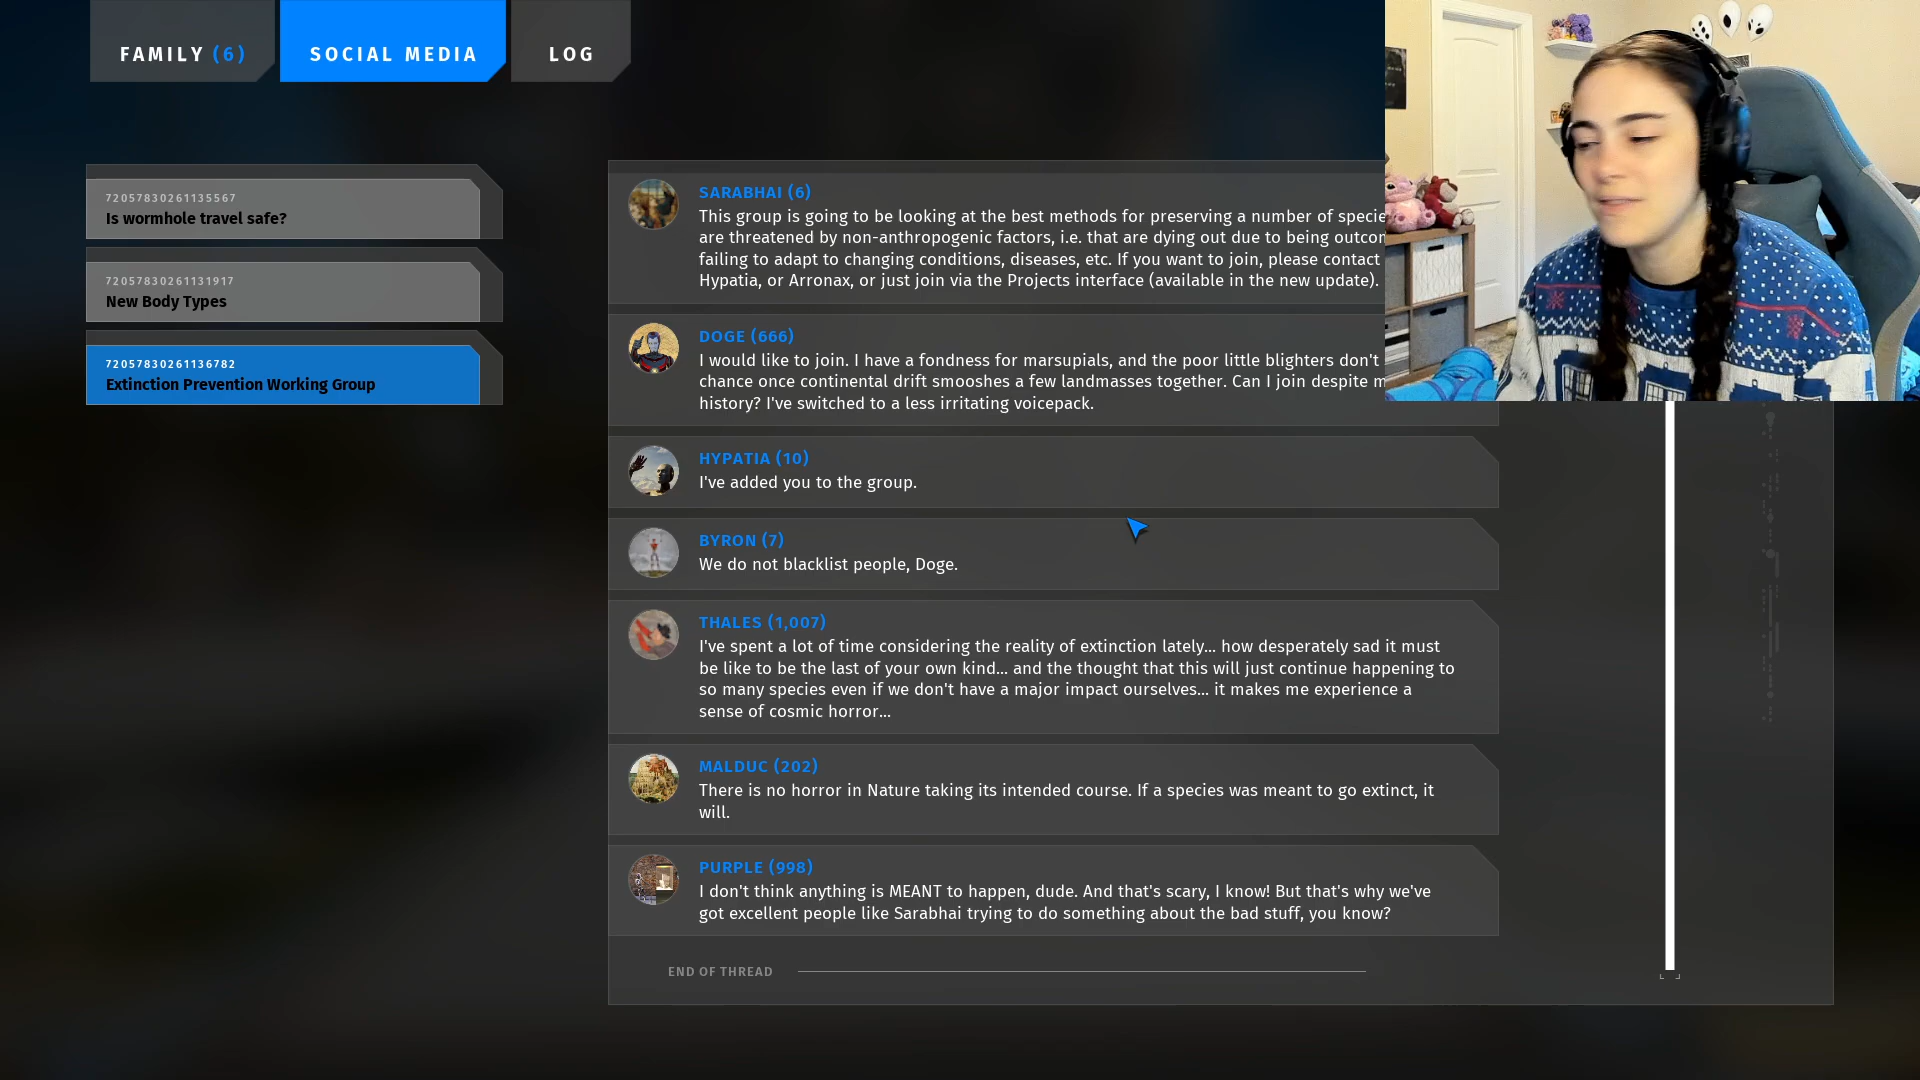 FAMILY (6)
SOCIAL MEDIA
LOG
72057830261135567
Is wormhole travel safe?
72057830261131917
New Body Types
72057830261136782
Extinction Prevention Working Group
SARABHAI (6)
This group is going to be looking at the best methods for preserving a number of
are threatened by non-anthropogenic factors, i.e. that are dying out due to being
failing to adapt to changing conditions, diseases, etc. If you want to join, please contact
Hypatia, or Arronax, or just join via the Projects interface (available in the new update).
DOGE (666)
I would like to join. I have a fondness for marsupials, and the poor little blighters don't
chance once continental drift smooshes a few landmasses together. Can I join despite
history? I've switched to a less irritating voicepack.
HYPATIA (10)
I've added you to the group.
BYRON (7)
We do not blacklist people, Doge.
THALES (1,007)
I've spent a lot of time considering the reality of extinction lately... how desperately sad it must
be like to be the last of your own kind... and the thought that this will just continue happening to
so many species even if we don't have a major impact ourselves... it makes me experience a
sense of cosmic horror...
MALDUC (202)
There is no horror in Nature taking its intended course. If a species was meant to go extinct, it
will.
PURPLE (998)
I don't think anything is MEANT to happen, dude. And that's scary, I know! But that's why we've
got excellent people like Sarabhai trying to do something about the bad stuff, you know?
END OF THREAD